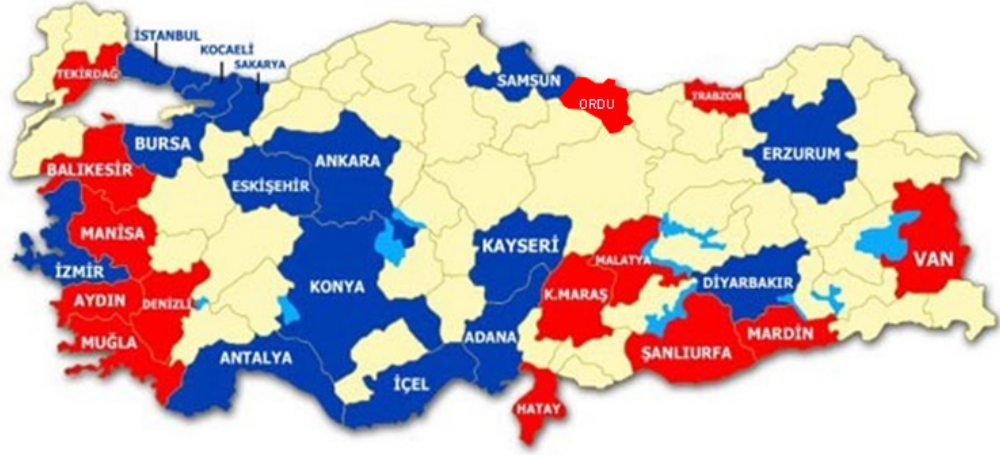 İSTANBUL
KOCAELİ
SAKARYA
TEKİRDAĞ
SAMSUN
ORDU
TRABZON
BURSA
ANKARA
ERZURUM
BALIKESİR
ESKİŞEHİR
MANİSA
KAYSERİ
MALATYA
VAN
İZMİR
KONYA
DİYARBAKIR
AYDIN
DENİZLİ
K.MARAŞ
MUĞLA
ANTALYA
ADANA
ŞANLIURFA
MARDİN
İÇEL
HATAY